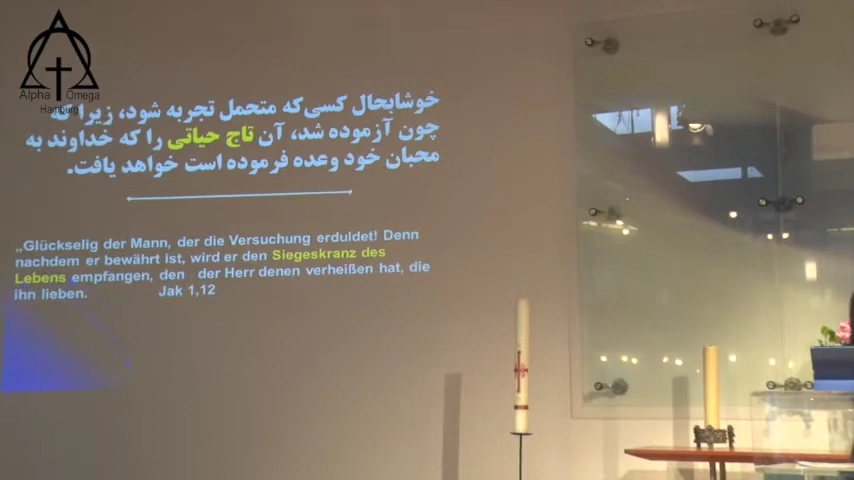 Alpha Omega
Hamburg
خوشابحال کسی‌که متحمل تجربه شود، زیرا که
چون آزموده شد، آن تاج حیاتی را که خداوند به
محبان خود وعده فرموده است خواهد یافت.
„Glückselig der Mann, der die Versuchung erduldet! Denn
nachdem er bewährt ist, wird er den Siegeskranz des
Lebens empfangen, den der Herr denen verheißen hat, die
ihn lieben. Jak 1,12